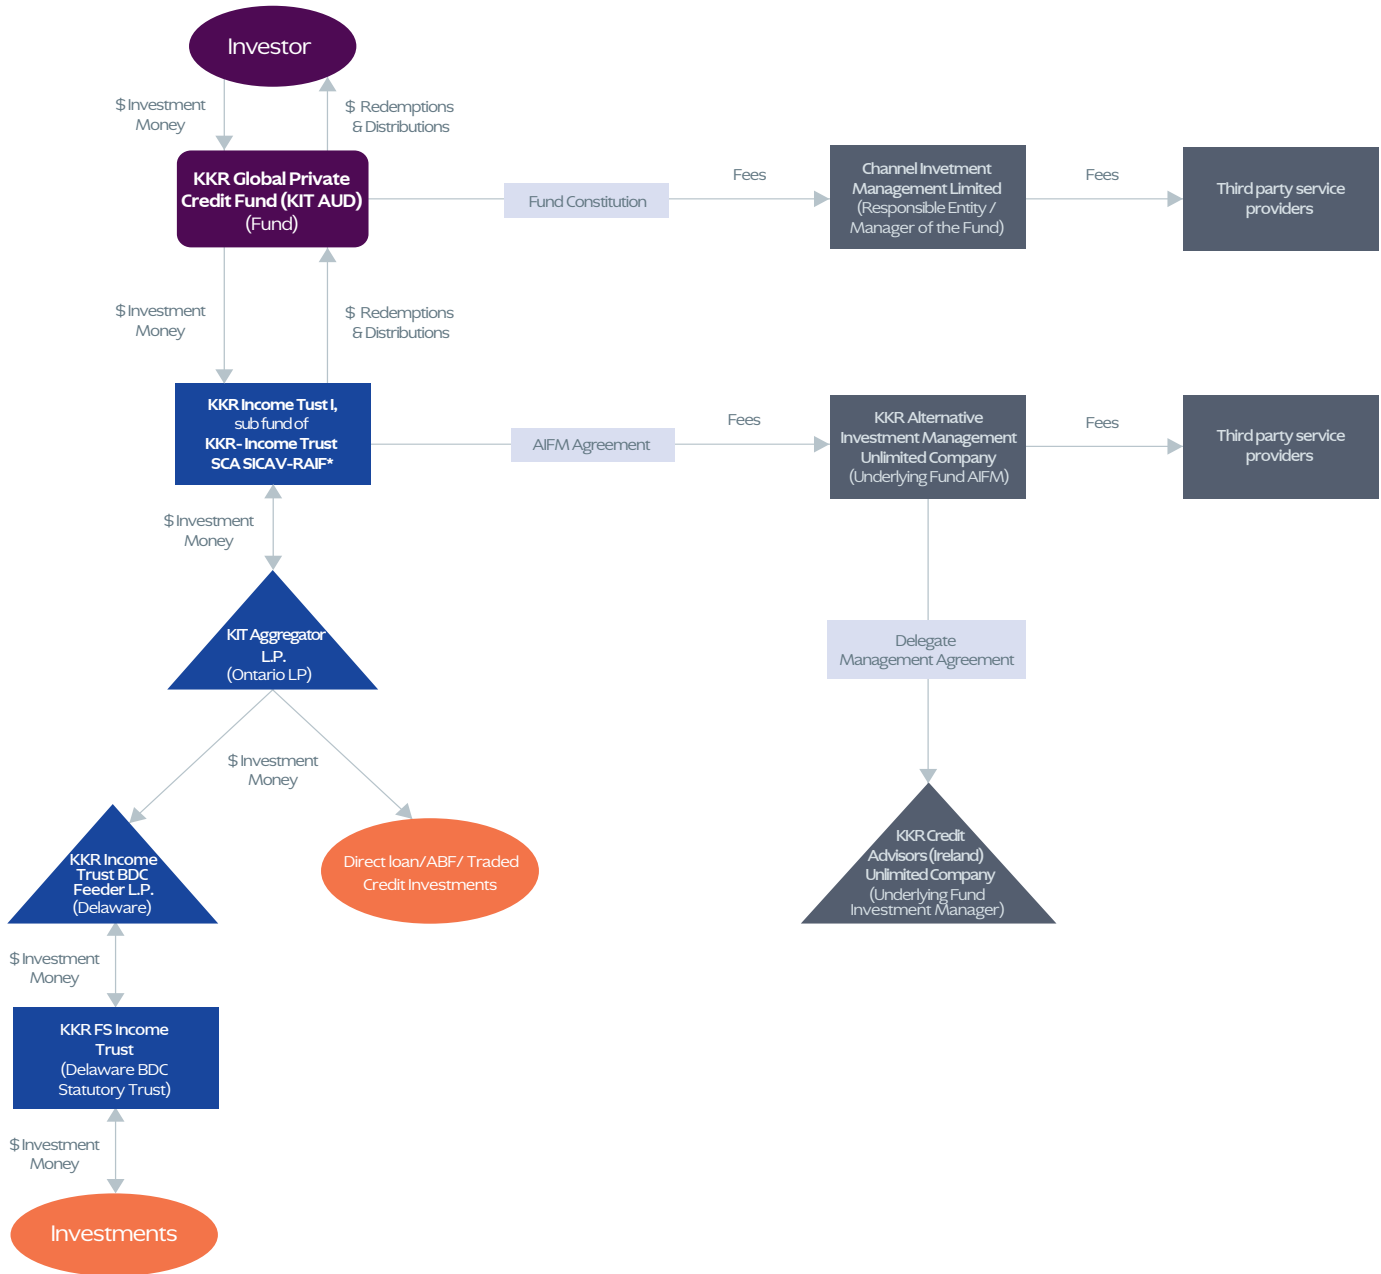 Investor
$ Investment
Money
$ Redemptions
& Distributions
KKR Global Private
Credit Fund (KIT AUD)
(Fund)
Fund Constitution
Fees
Channel Invetment
Management Limited
(Responsible Entity /
Manager of the Fund)
Fees
Third party service
providers
$ Investment
Money
$ Redemptions
& Distributions
KKR Income Tust I,
sub fund of
KKR- Income Trust
SCA SICAV-RAIF*
AIFM Agreement
Fees
KKR Alternative
Investment Management
Unlimited Company
(Underlying Fund AIFM)
Fees
Third party service
providers
$ Investment
Money
KIT Aggregator
L.P.
(Ontario LP)
Delegate
Management Agreement
$ Investment
Money
KKR Income
Trust BDC
Feeder L.P.
(Delaware)
Direct loan/ABF/ Traded
Credit Investments
KKR Credit
Advisors (Ireland)
Unlimited Company
(Underlying Fund
Investment Manager)
$ Investment
Money
KKR FS Income
Trust
(Delaware BDC
Statutory Trust)
$ Investment
Money
Investments